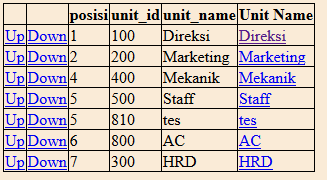 posisi unit_id unit_name Unit Name
Up Down 1 100 Direksi Direksi
Up Down 2 200 Marketing Marketing
Up Down 4 400 Mekanik Mekanik
Up Down 5 500 Staff Staff
Up Down 5 810 tes tes
Up Down 6 800 AC AC
Up Down 7 300 HRD HRD